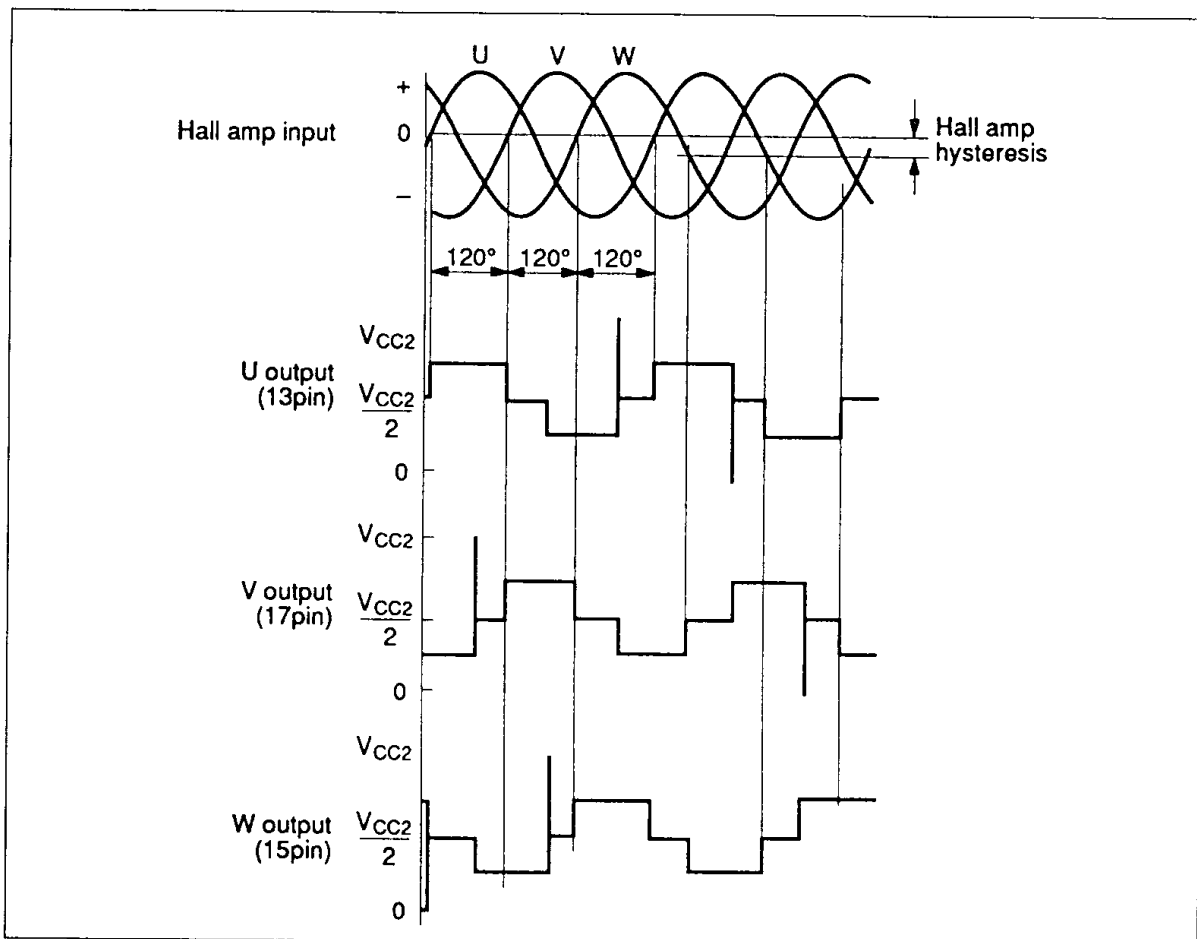 U V W
+
Hall amp input 0
−
Hall amp
hysteresis
120° 120° 120°
VCC2
U output
(13pin)
VCC2
2
0
VCC2
V output
(17pin)
VCC2
2
0
VCC2
W output
(15pin)
VCC2
2
0